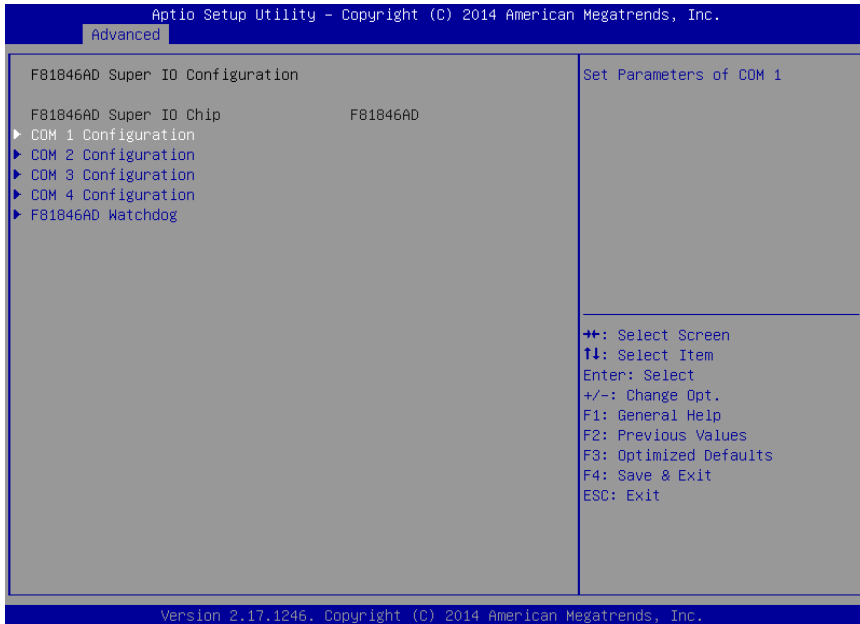 Aptio Setup Utility – Copyright (C) 2014 American Megatrends, Inc.
Advanced
F81846AD Super IO Configuration
F81846AD Super IO Chip F81846AD
▶ COM 1 Configuration
▶ COM 2 Configuration
▶ COM 3 Configuration
▶ COM 4 Configuration
▶ F81846AD Watchdog
Set Parameters of COM 1
→←: Select Screen
↑↓: Select Item
Enter: Select
+/-: Change Opt.
F1: General Help
F2: Previous Values
F3: Optimized Defaults
F4: Save & Exit
ESC: Exit
Version 2.17.1246. Copyright (C) 2014 American Megatrends, Inc.